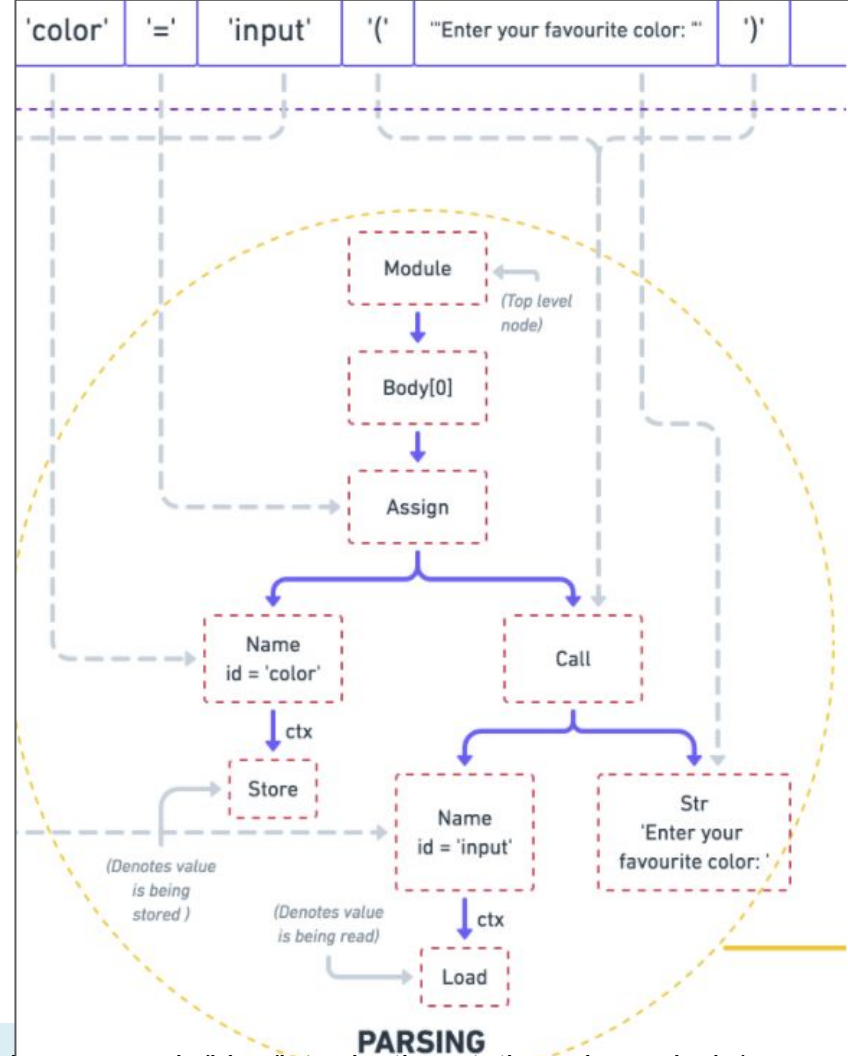 'color' '=' 'input' '(' '"Enter your favourite color: "' ')'
Module
(Top level
node)
Body[0]
Assign
Name
id = 'color'
Call
ctx
Store
Name
id = 'input'
Str
'Enter your
favourite color: '
(Denotes value
is being
stored )
(Denotes value
is being read)
ctx
Load
PARSING